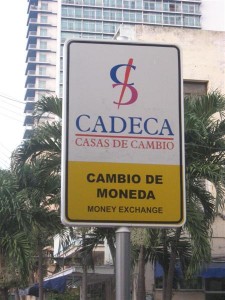 CADECA
CASAS DE CAMBIO
CAMBIO DE
MONEDA
MONEY EXCHANGE